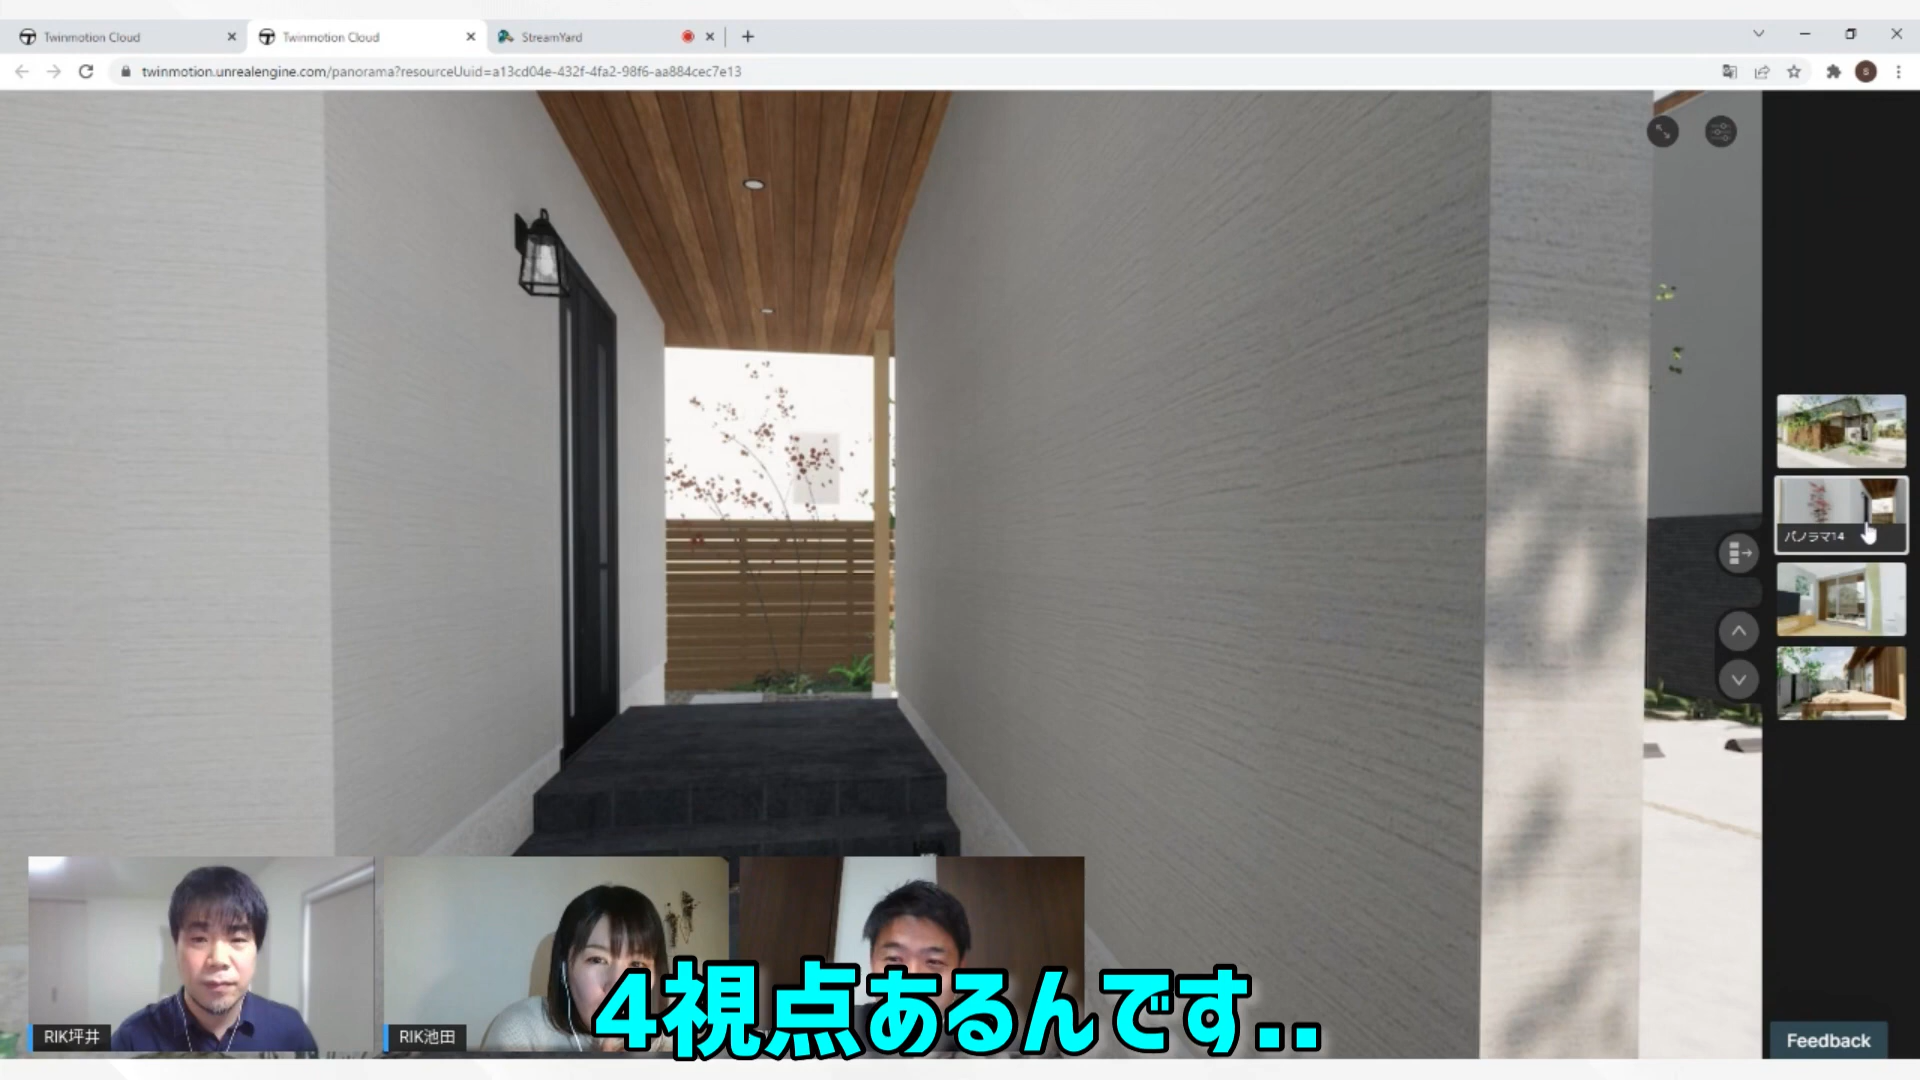 Twinmotion Cloud
Twinmotion Cloud
StreamYard
twinmotion.unrealengine.com/panorama?resourceUuid=a13cd04e-432f-4fa2-98f6-aa884cec7e13
S
パノラマ14
RIK坪井
RIK池田
4視点あるんです..
Feedback